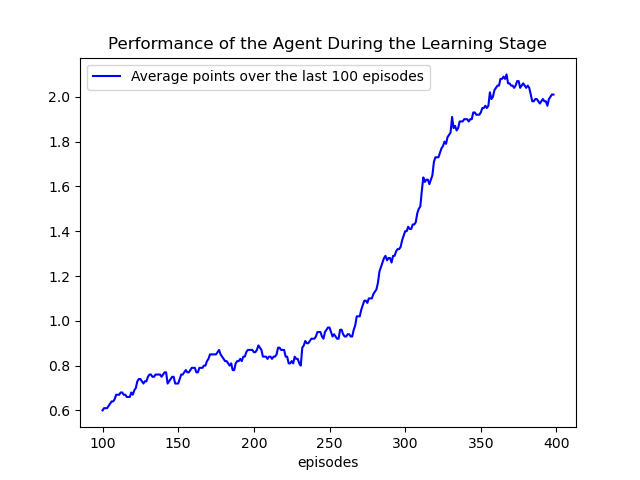 Performance of the Agent During the Learning Stage
Average points over the last 100 episodes
2.0
1.8
1.6
1.4
1.2
1.0
0.8
0.6
100 150 200 250 300 350 400
episodes